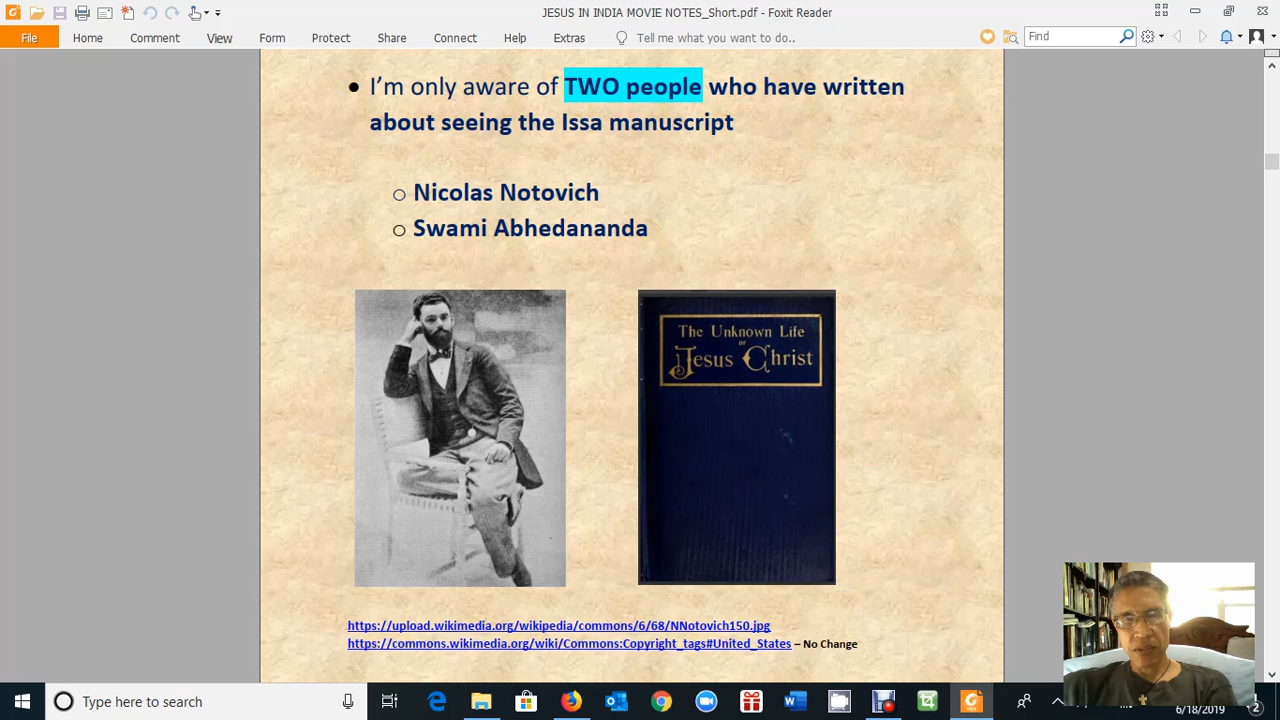 JESUS IN INDIA MOVIE NOTES_Short.pdf - Foxit Reader
File Home Comment View Form Protect Share Connect Help Extras Tell me what you want to do.. Find
• I’m only aware of TWO people who have written
about seeing the Issa manuscript
o Nicolas Notovich
o Swami Abhedananda
The Unknown Life
or
Jesus Christ
https://upload.wikimedia.org/wikipedia/commons/6/68/NNotovich150.jpg
https://commons.wikimedia.org/wiki/Commons:Copyright_tags#United_States – No Change
Type here to search
6/18/2019
2